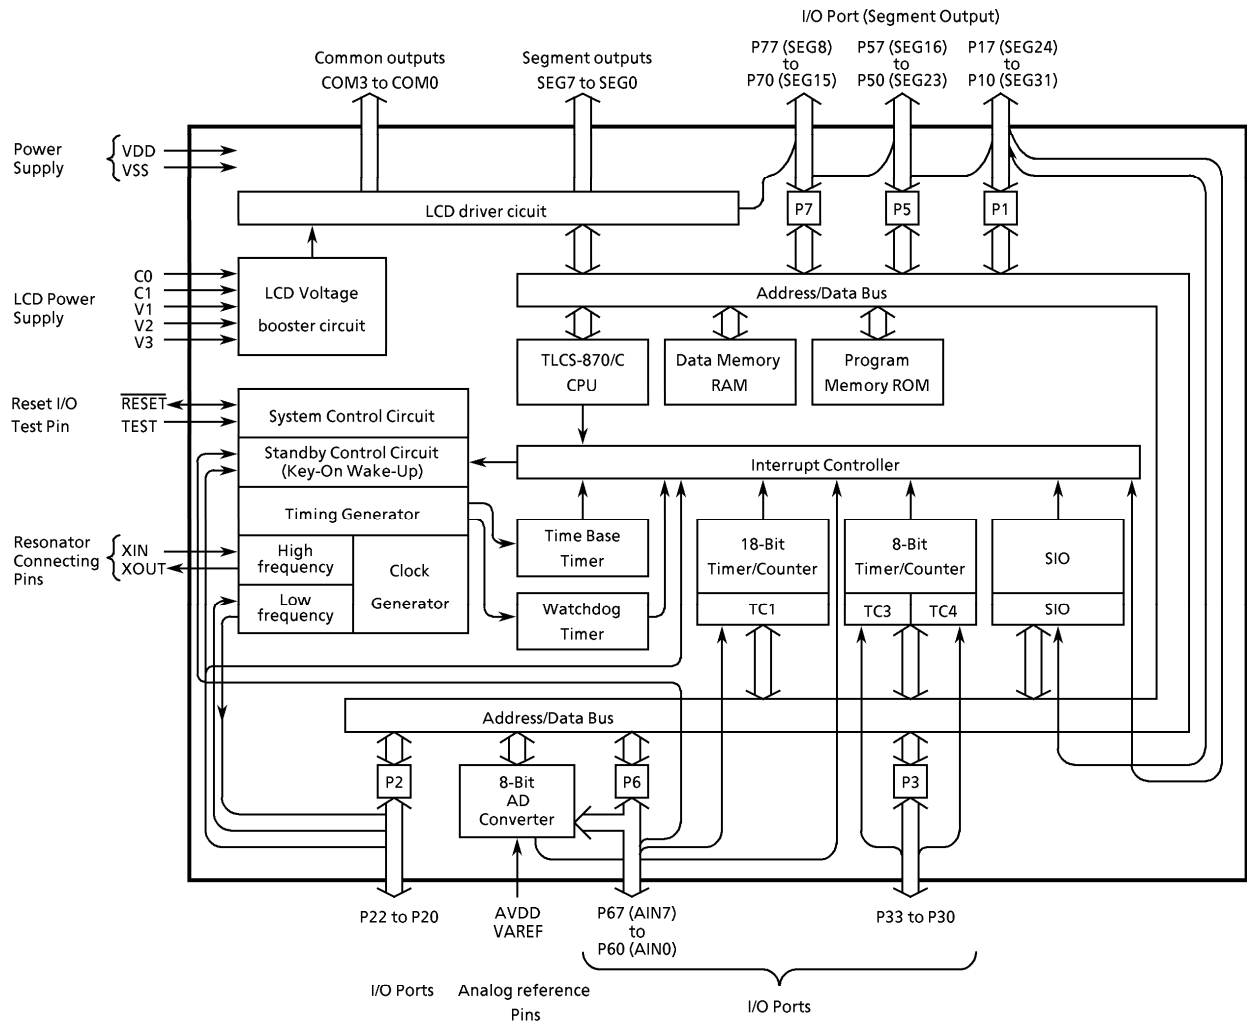 I/O Port (Segment Output)
Common outputs
COM3 to COM0
Segment outputs
SEG7 to SEG0
P77 (SEG8)
to
P70 (SEG15)
P57 (SEG16)
to
P50 (SEG23)
P17 (SEG24)
to
P10 (SEG31)
Power
Supply
VDD
VSS
LCD driver cicuit
P7
P5
P1
LCD Power
Supply
C0
C1
V1
V2
V3
LCD Voltage
booster circuit
Address/Data Bus
TLCS-870/C
CPU
Data Memory
RAM
Program
Memory ROM
Reset I/O
Test Pin
RESET
TEST
System Control Circuit
Standby Control Circuit
(Key-On Wake-Up)
Interrupt Controller
Timing Generator
Resonator
Connecting
Pins
XIN
XOUT
High
frequency
Low
frequency
Clock
Generator
Time Base
Timer
Watchdog
Timer
18-Bit
Timer/Counter
TC1
8-Bit
Timer/Counter
TC3
TC4
SIO
SIO
Address/Data Bus
P2
8-Bit
AD
Converter
P6
P3
P22 to P20
AVDD
VAREF
P67 (AIN7)
to
P60 (AIN0)
P33 to P30
I/O Ports
Analog reference
Pins
I/O Ports